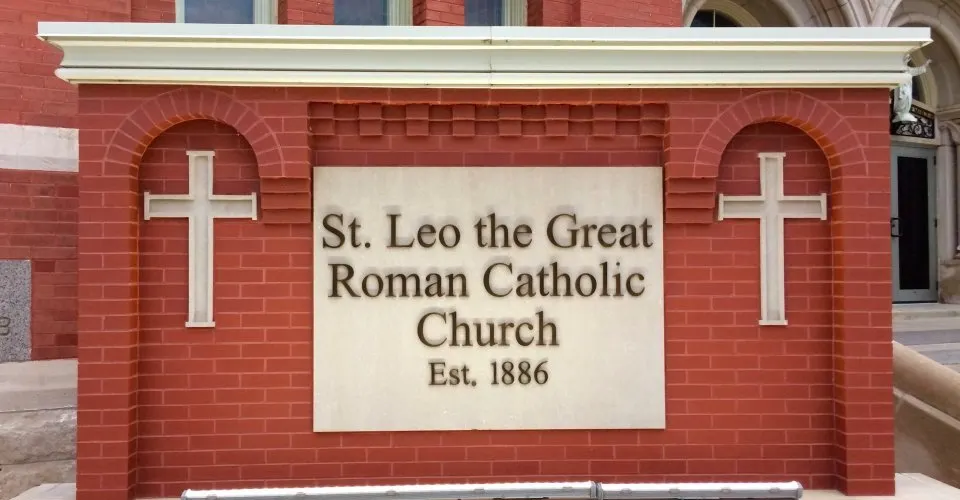 St. Leo the Great
Roman Catholic
Church
Est. 1886